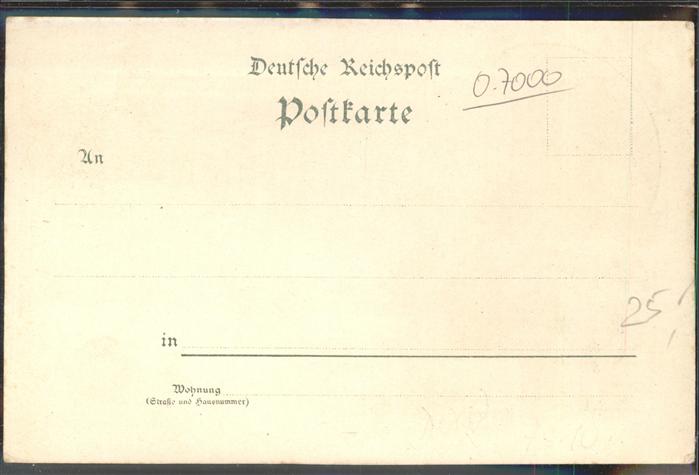 Deutsche Reichspost
0.7000
Postkarte
An
25,
in
Wohnung
(Straße und Hausnummer)